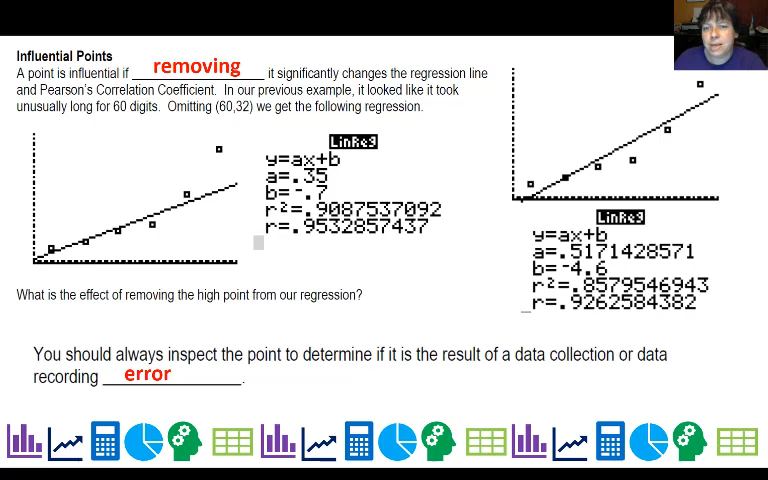 Influential Points
A point is influential if removing it significantly changes the regression line
and Pearson's Correlation Coefficient. In our previous example, it looked like it took
unusually long for 60 digits. Omitting (60,32) we get the following regression.
LinReg
y=ax+b
a=.35
b=-.7
r²=.9087537092
r=.9532857437
LinReg
y=ax+b
a=.5171428571
b=-4.6
r²=.8579546943
r=.9262584382
What is the effect of removing the high point from our regression?
You should always inspect the point to determine if it is the result of a data collection or data
recording error.